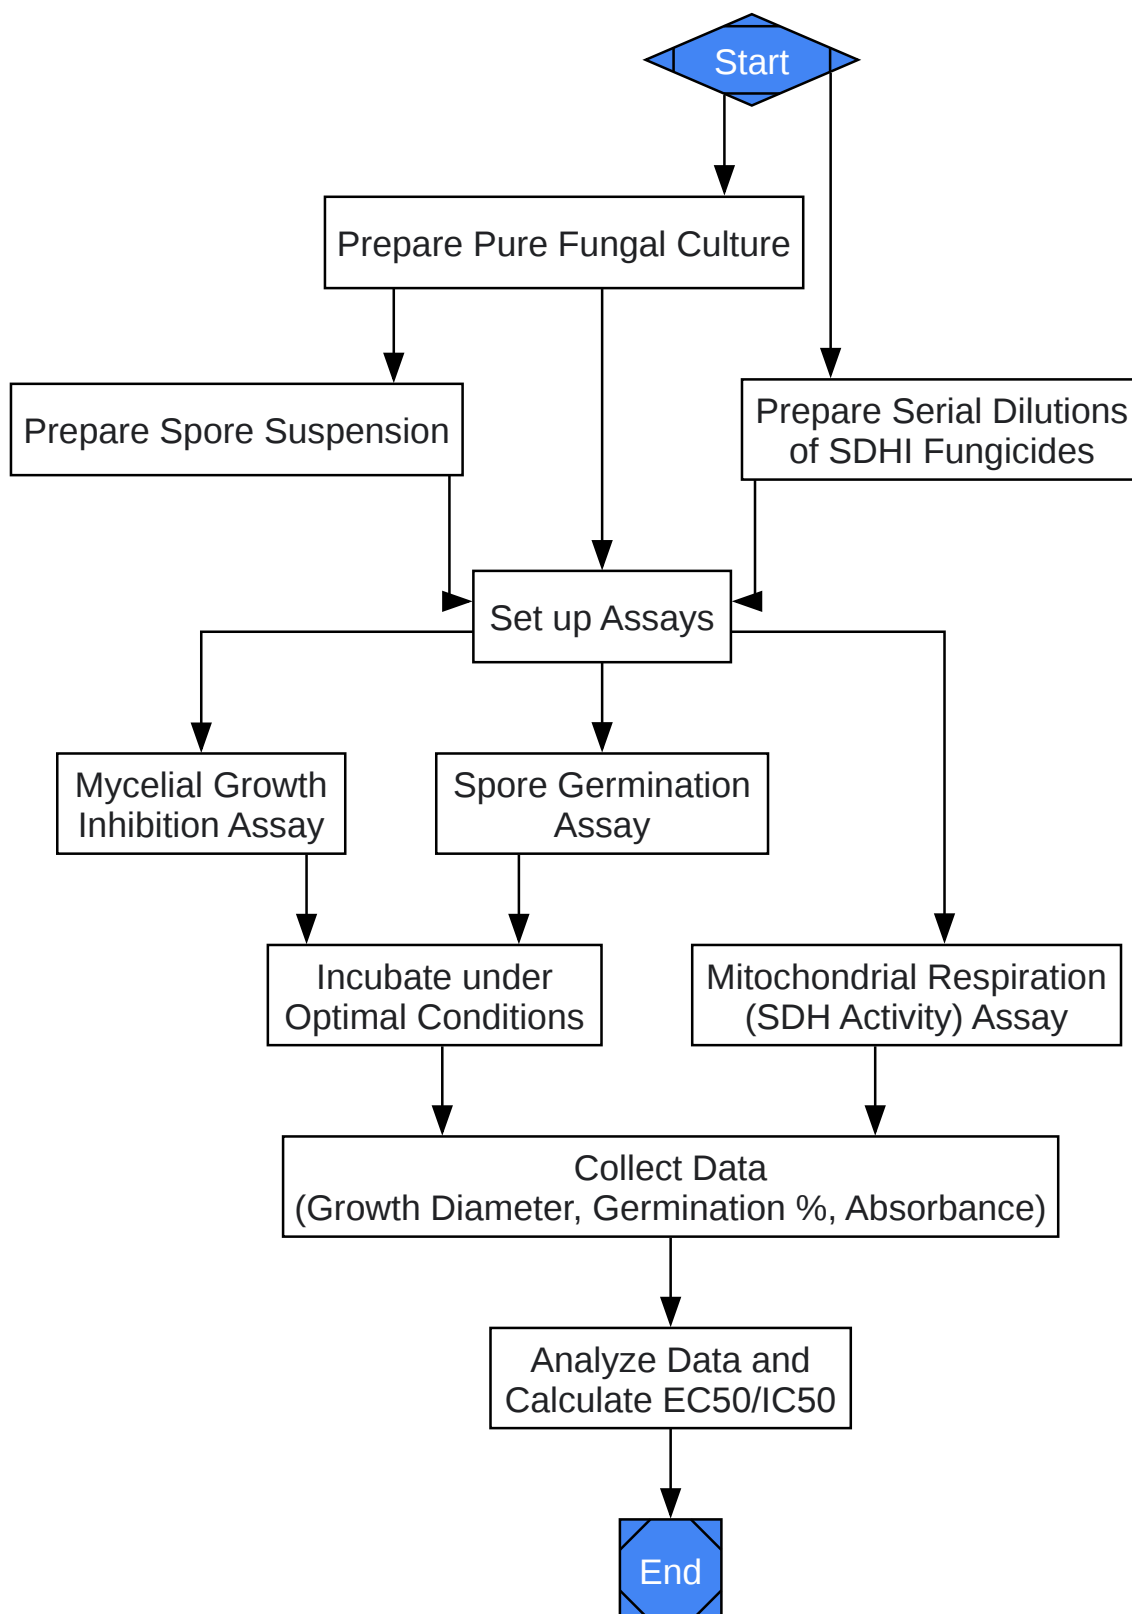 Start
Prepare Pure Fungal Culture
Prepare Spore Suspension
Prepare Serial Dilutions
of SDHI Fungicides
Set up Assays
Mycelial Growth
Inhibition Assay
Spore Germination
Assay
Incubate under
Optimal Conditions
Mitochondrial Respiration
(SDH Activity) Assay
Collect Data
(Growth Diameter, Germination %, Absorbance)
Analyze Data and
Calculate EC50/IC50
End